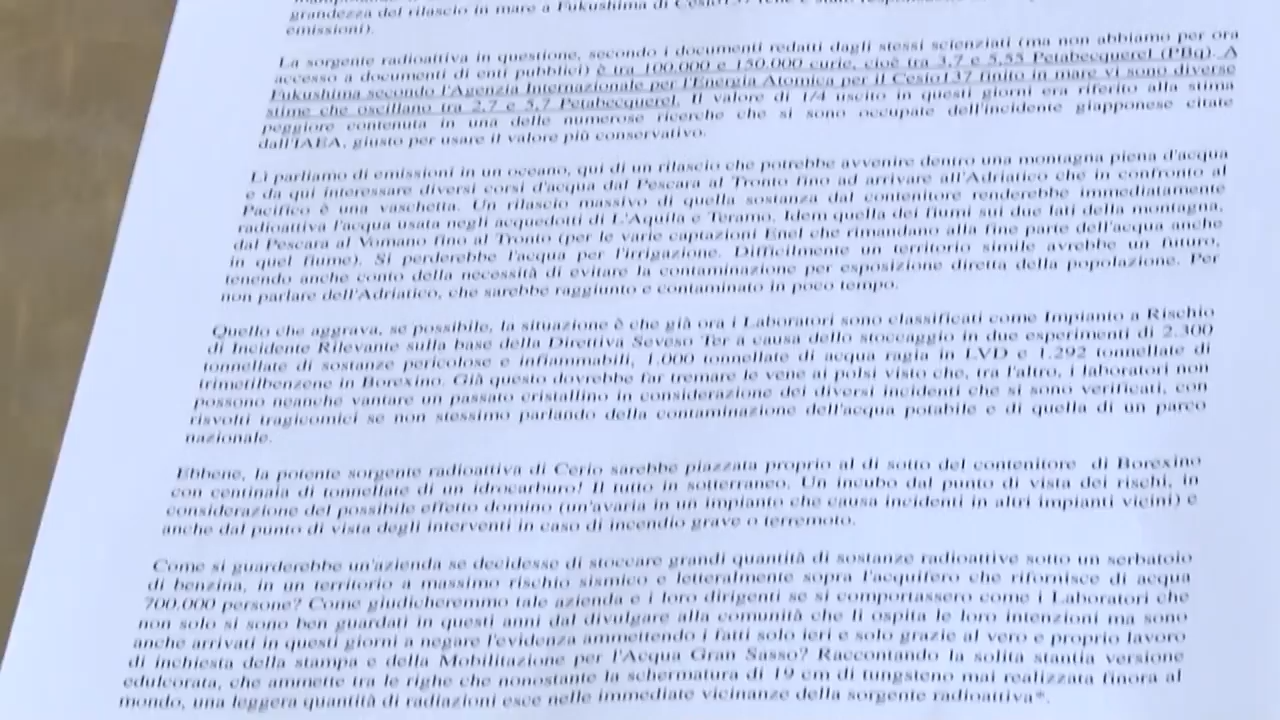 grandezza del rilascio in mare a Fukushima di Cesio137
emissioni).
La sorgente radioattiva in questione, secondo i documenti redatti dagli stessi scienziati (ma non abbiamo per ora
accesso a documenti di enti pubblici) è tra 100.000 e 150.000 curie, cioè tra 3,7 e 5,55 Petabecquerel (PBq). A
Fukushima secondo l'Agenzia Internazionale per l'Energia Atomica per il Cesio137 finito in mare vi sono diverse
stime che oscillano tra 2,7 e 5,7 Petabecquerel. Il valore di 1/4 uscito in questi giorni era riferito alla stima
peggiore contenuta in una delle numerose ricerche che si sono occupate dell'incidente giapponese citate
dall'IAEA, giusto per usare il valore più conservativo.
Lì parliamo di emissioni in un oceano, qui di un rilascio che potrebbe avvenire dentro una montagna piena d'acqua
e da qui interessare diversi corsi d'acqua dal Pescara al Tronto fino ad arrivare all'Adriatico che in confronto al
Pacifico è una vaschetta. Un rilascio massivo di quella sostanza dal contenitore renderebbe immediatamente
radioattiva l'acqua usata negli acquedotti di L'Aquila e Teramo. Idem quella dei fiumi sui due lati della montagna,
dal Pescara al Vomano fino al Tronto (per le varie captazioni Enel che rimandano alla fine parte dell'acqua anche
in quel fiume). Si perderebbe l'acqua per l'irrigazione. Difficilmente un territorio simile avrebbe un futuro,
tenendo anche conto della necessità di evitare la contaminazione per esposizione diretta della popolazione. Per
non parlare dell'Adriatico, che sarebbe raggiunto e contaminato in poco tempo.
Quello che aggrava, se possibile, la situazione è che già ora i Laboratori sono classificati come Impianto a Rischio
di Incidente Rilevante sulla base della Direttiva Seveso Ter a causa dello stoccaggio in due esperimenti di 2.300
tonnellate di sostanze pericolose e infiammabili, 1.000 tonnellate di acqua ragia in LVD e 1.292 tonnellate di
trimetilbenzene in Borexino. Già questo dovrebbe far tremare le vene ai polsi visto che, tra l'altro, i laboratori non
possono neanche vantare un passato cristallino in considerazione dei diversi incidenti che si sono verificati, con
risvolti tragicomici se non stessimo parlando della contaminazione dell'acqua potabile e di quella di un parco
nazionale.
Ebbene, la potente sorgente radioattiva di Cerio sarebbe piazzata proprio al di sotto del contenitore di Borexino
con centinaia di tonnellate di un idrocarburo! Il tutto in sotterraneo. Un incubo dal punto di vista dei rischi, in
considerazione del possibile effetto domino (un'avaria in un impianto che causa incidenti in altri impianti vicini) e
anche dal punto di vista degli interventi in caso di incendio grave o terremoto.
Come si guarderebbe un'azienda se decidesse di stoccare grandi quantità di sostanze radioattive sotto un serbatoio
di benzina, in un territorio a massimo rischio sismico e letteralmente sopra l'acquifero che rifornisce di acqua
700.000 persone? Come giudicheremmo tale azienda e i loro dirigenti se si comportassero come i Laboratori che
non solo si sono ben guardati in questi anni dal divulgare alla comunità che li ospita le loro intenzioni ma sono
anche arrivati in questi giorni a negare l'evidenza ammettendo i fatti solo ieri e solo grazie al vero e proprio lavoro
di inchiesta della stampa e della Mobilitazione per l'Acqua Gran Sasso? Raccontando la solita stantia versione
edulcorata, che ammette tra le righe che nonostante la schermatura di 19 cm di tungsteno mai realizzata finora al
mondo, una leggera quantità di radiazioni esce nelle immediate vicinanze della sorgente radioattiva*.